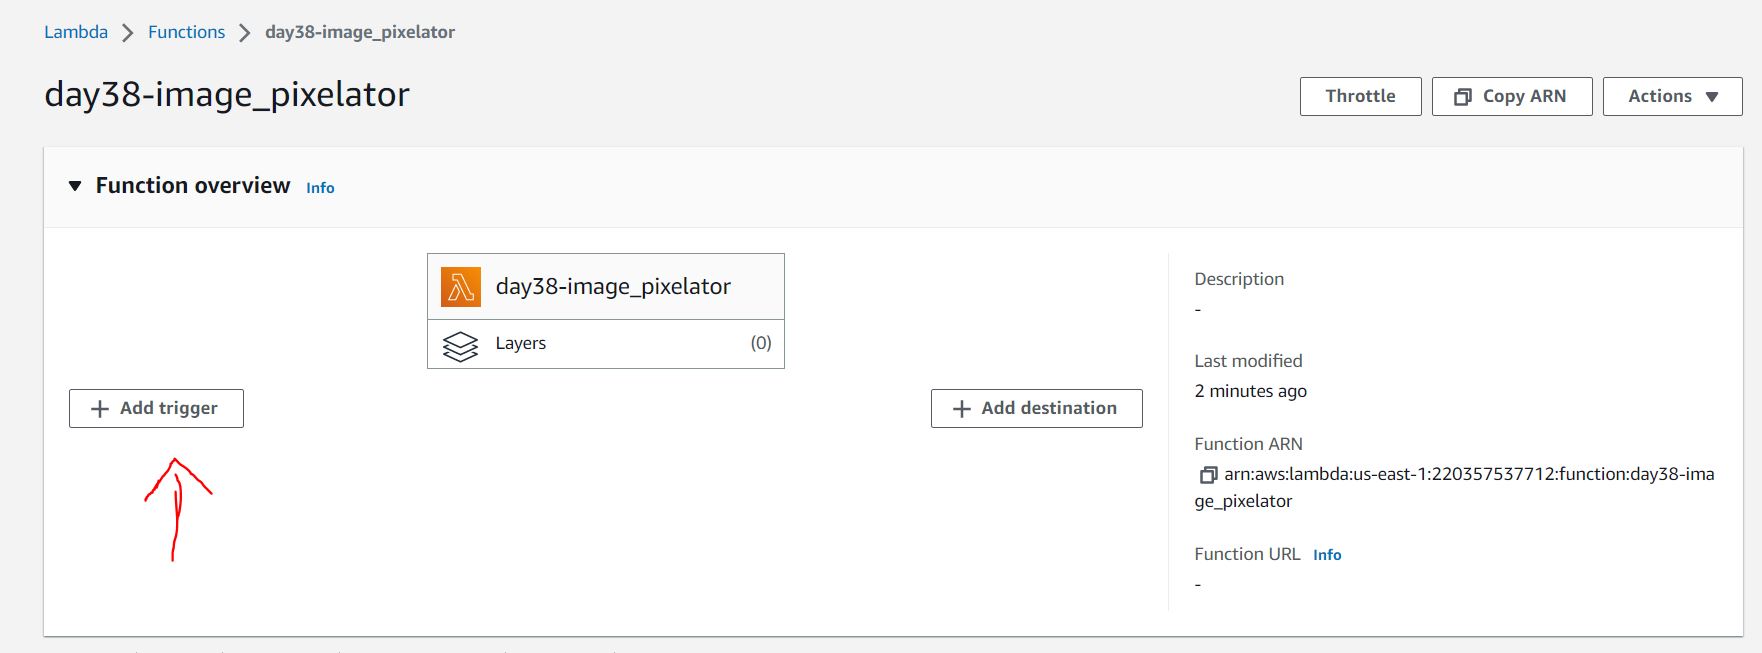 Lambda > Functions > day38-image_pixelator
day38-image_pixelator
Throttle
Copy ARN
Actions
Function overview Info
day38-image_pixelator
Layers (0)
+ Add trigger
+ Add destination
Description
-
Last modified
2 minutes ago
Function ARN
arn:aws:lambda:us-east-1:220357537712:function:day38-ima
ge_pixelator
Function URL Info
-